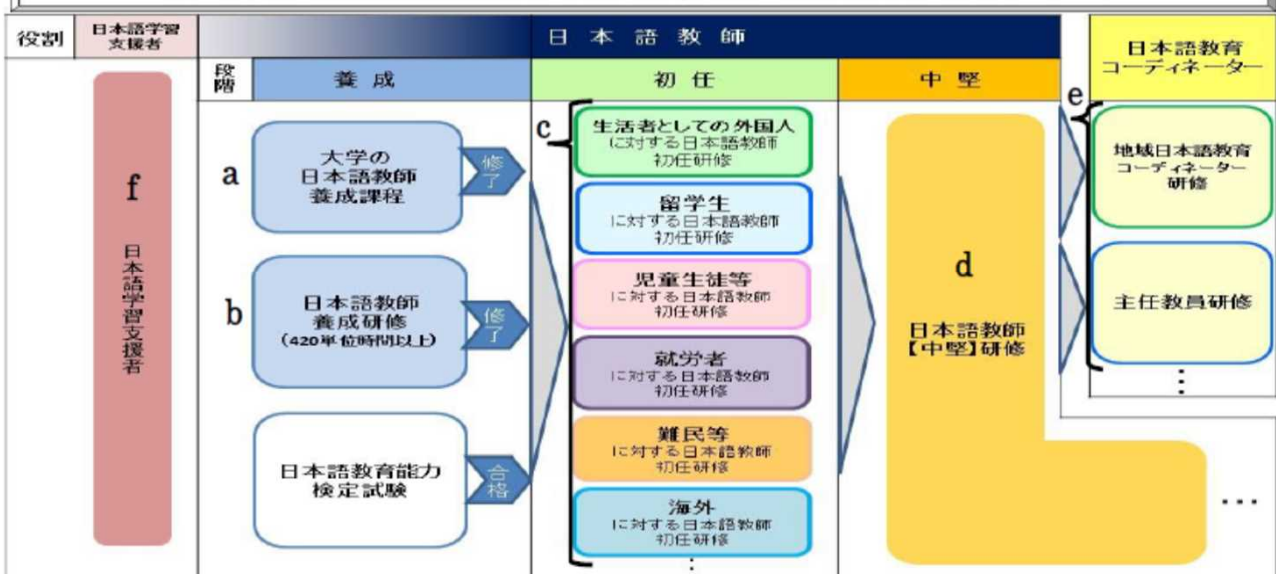 役割
日本語学習
支援者
日本語教師
日本語教育
コーディネーター
段階
養成
初任
中堅
f
日本語学習支援者
a
大学の
日本語教師
養成課程
修了
b
日本語教師
養成研修
(420単位時間以上)
修了
日本語教育能力
検定試験
合格
c
生活者としての外国人
に対する日本語教師
初任研修
留学生
に対する日本語教師
初任研修
児童生徒等
に対する日本語教師
初任研修
就労者
に対する日本語教師
初任研修
難民等
に対する日本語教師
初任研修
海外
に対する日本語教師
初任研修
⋮
d
日本語教師
【中堅】研修
e
地域日本語教育
コーディネーター
研修
主任教員研修
⋮
…